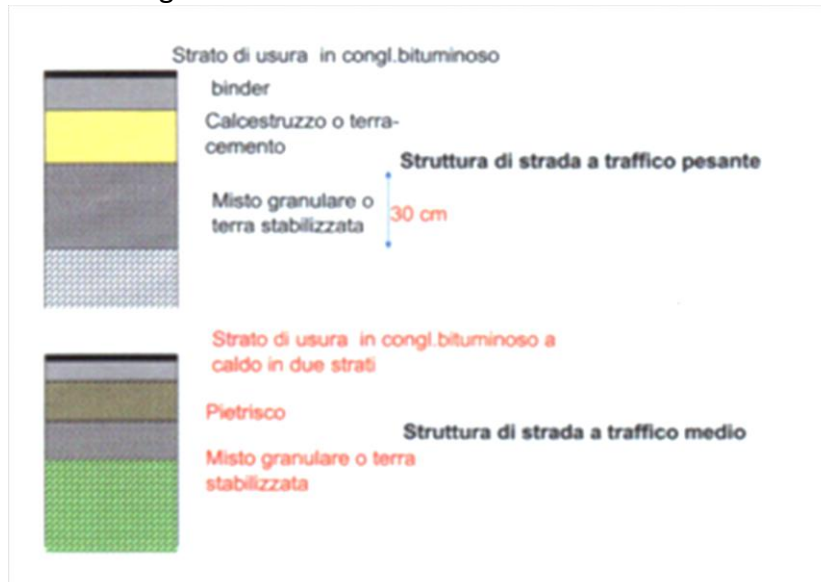 Strato di usura in congl.bituminoso
binder
Calcestruzzo o terra-
cemento
Struttura di strada a traffico pesante
Misto granulare o
terra stabilizzata
30 cm
Strato di usura in congl.bituminoso a
caldo in due strati
Pietrisco
Struttura di strada a traffico medio
Misto granulare o terra
stabilizzata